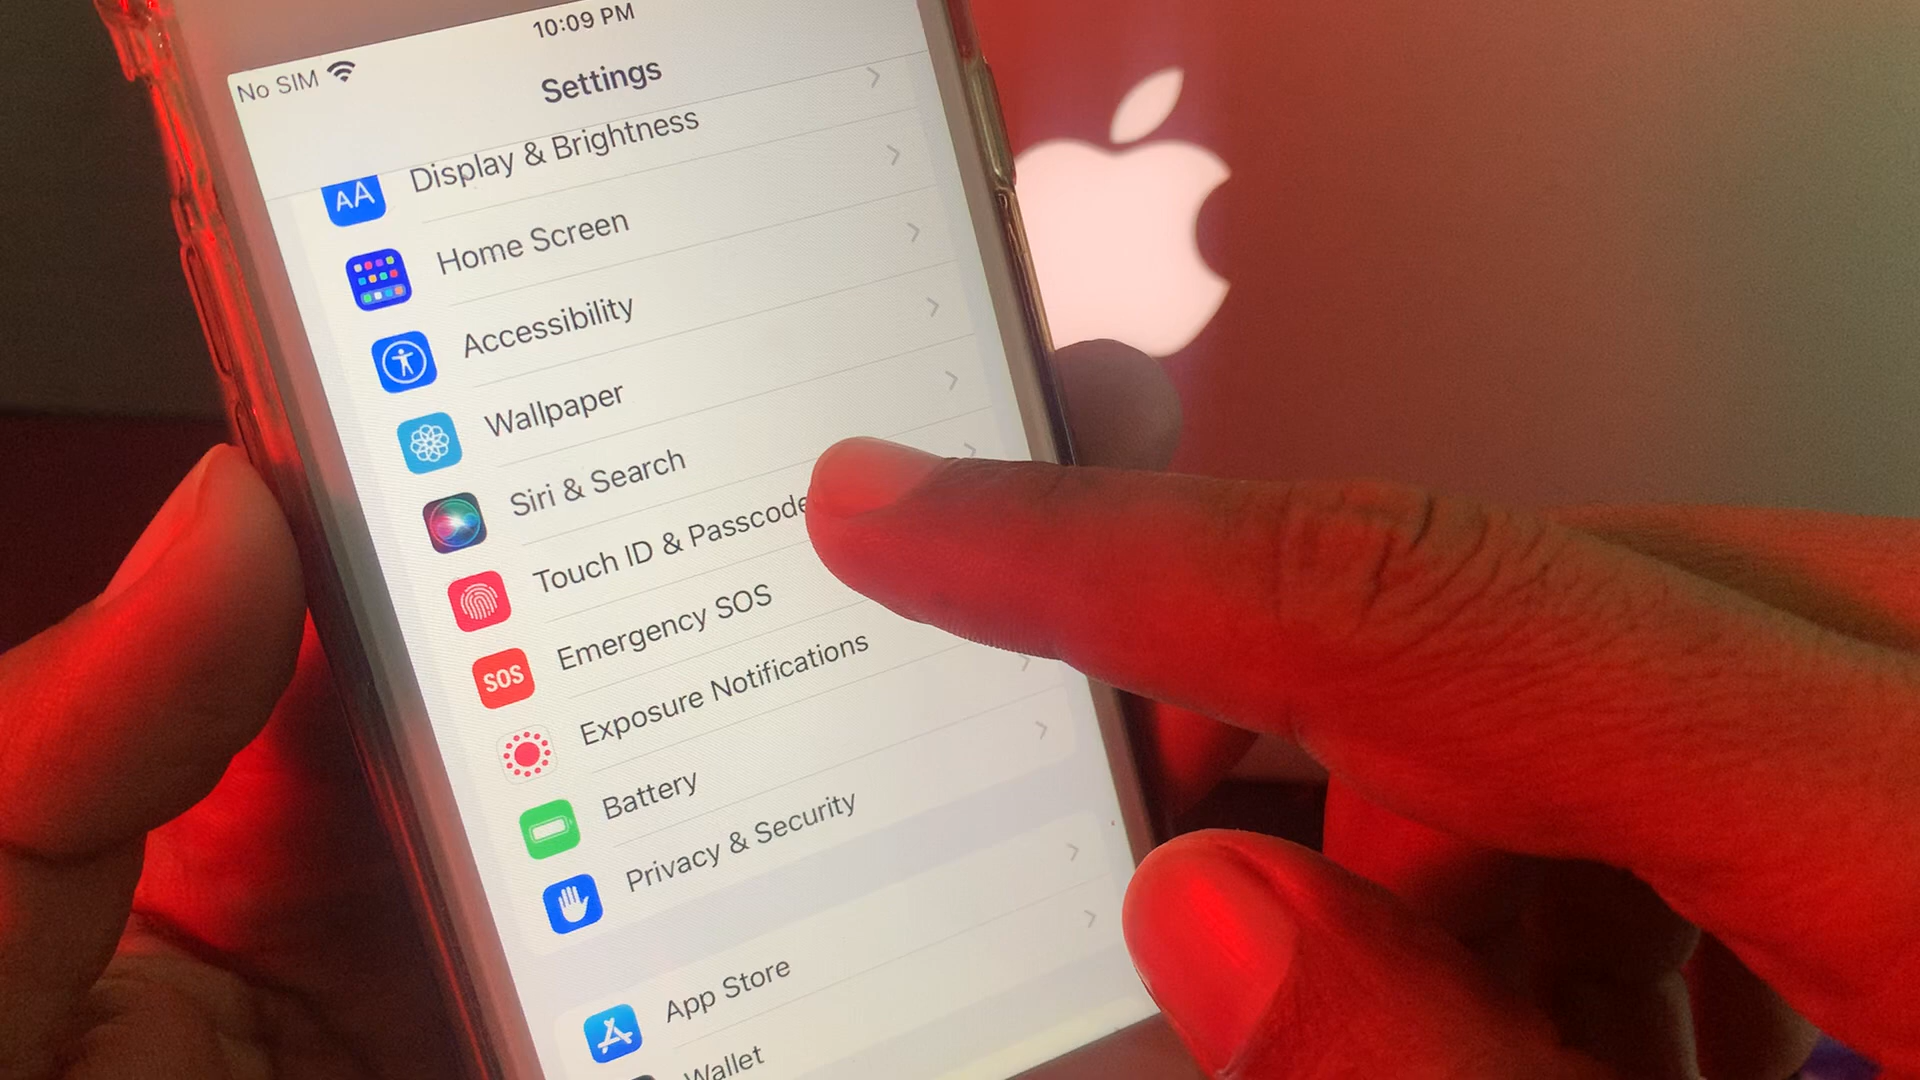 10:09 PM
No SIM
Settings
AA
Display & Brightness
Home Screen
Accessibility
Wallpaper
Siri & Search
Touch ID & Passcode
SOS
Emergency SOS
Exposure Notifications
Battery
Privacy & Security
App Store
Wallet